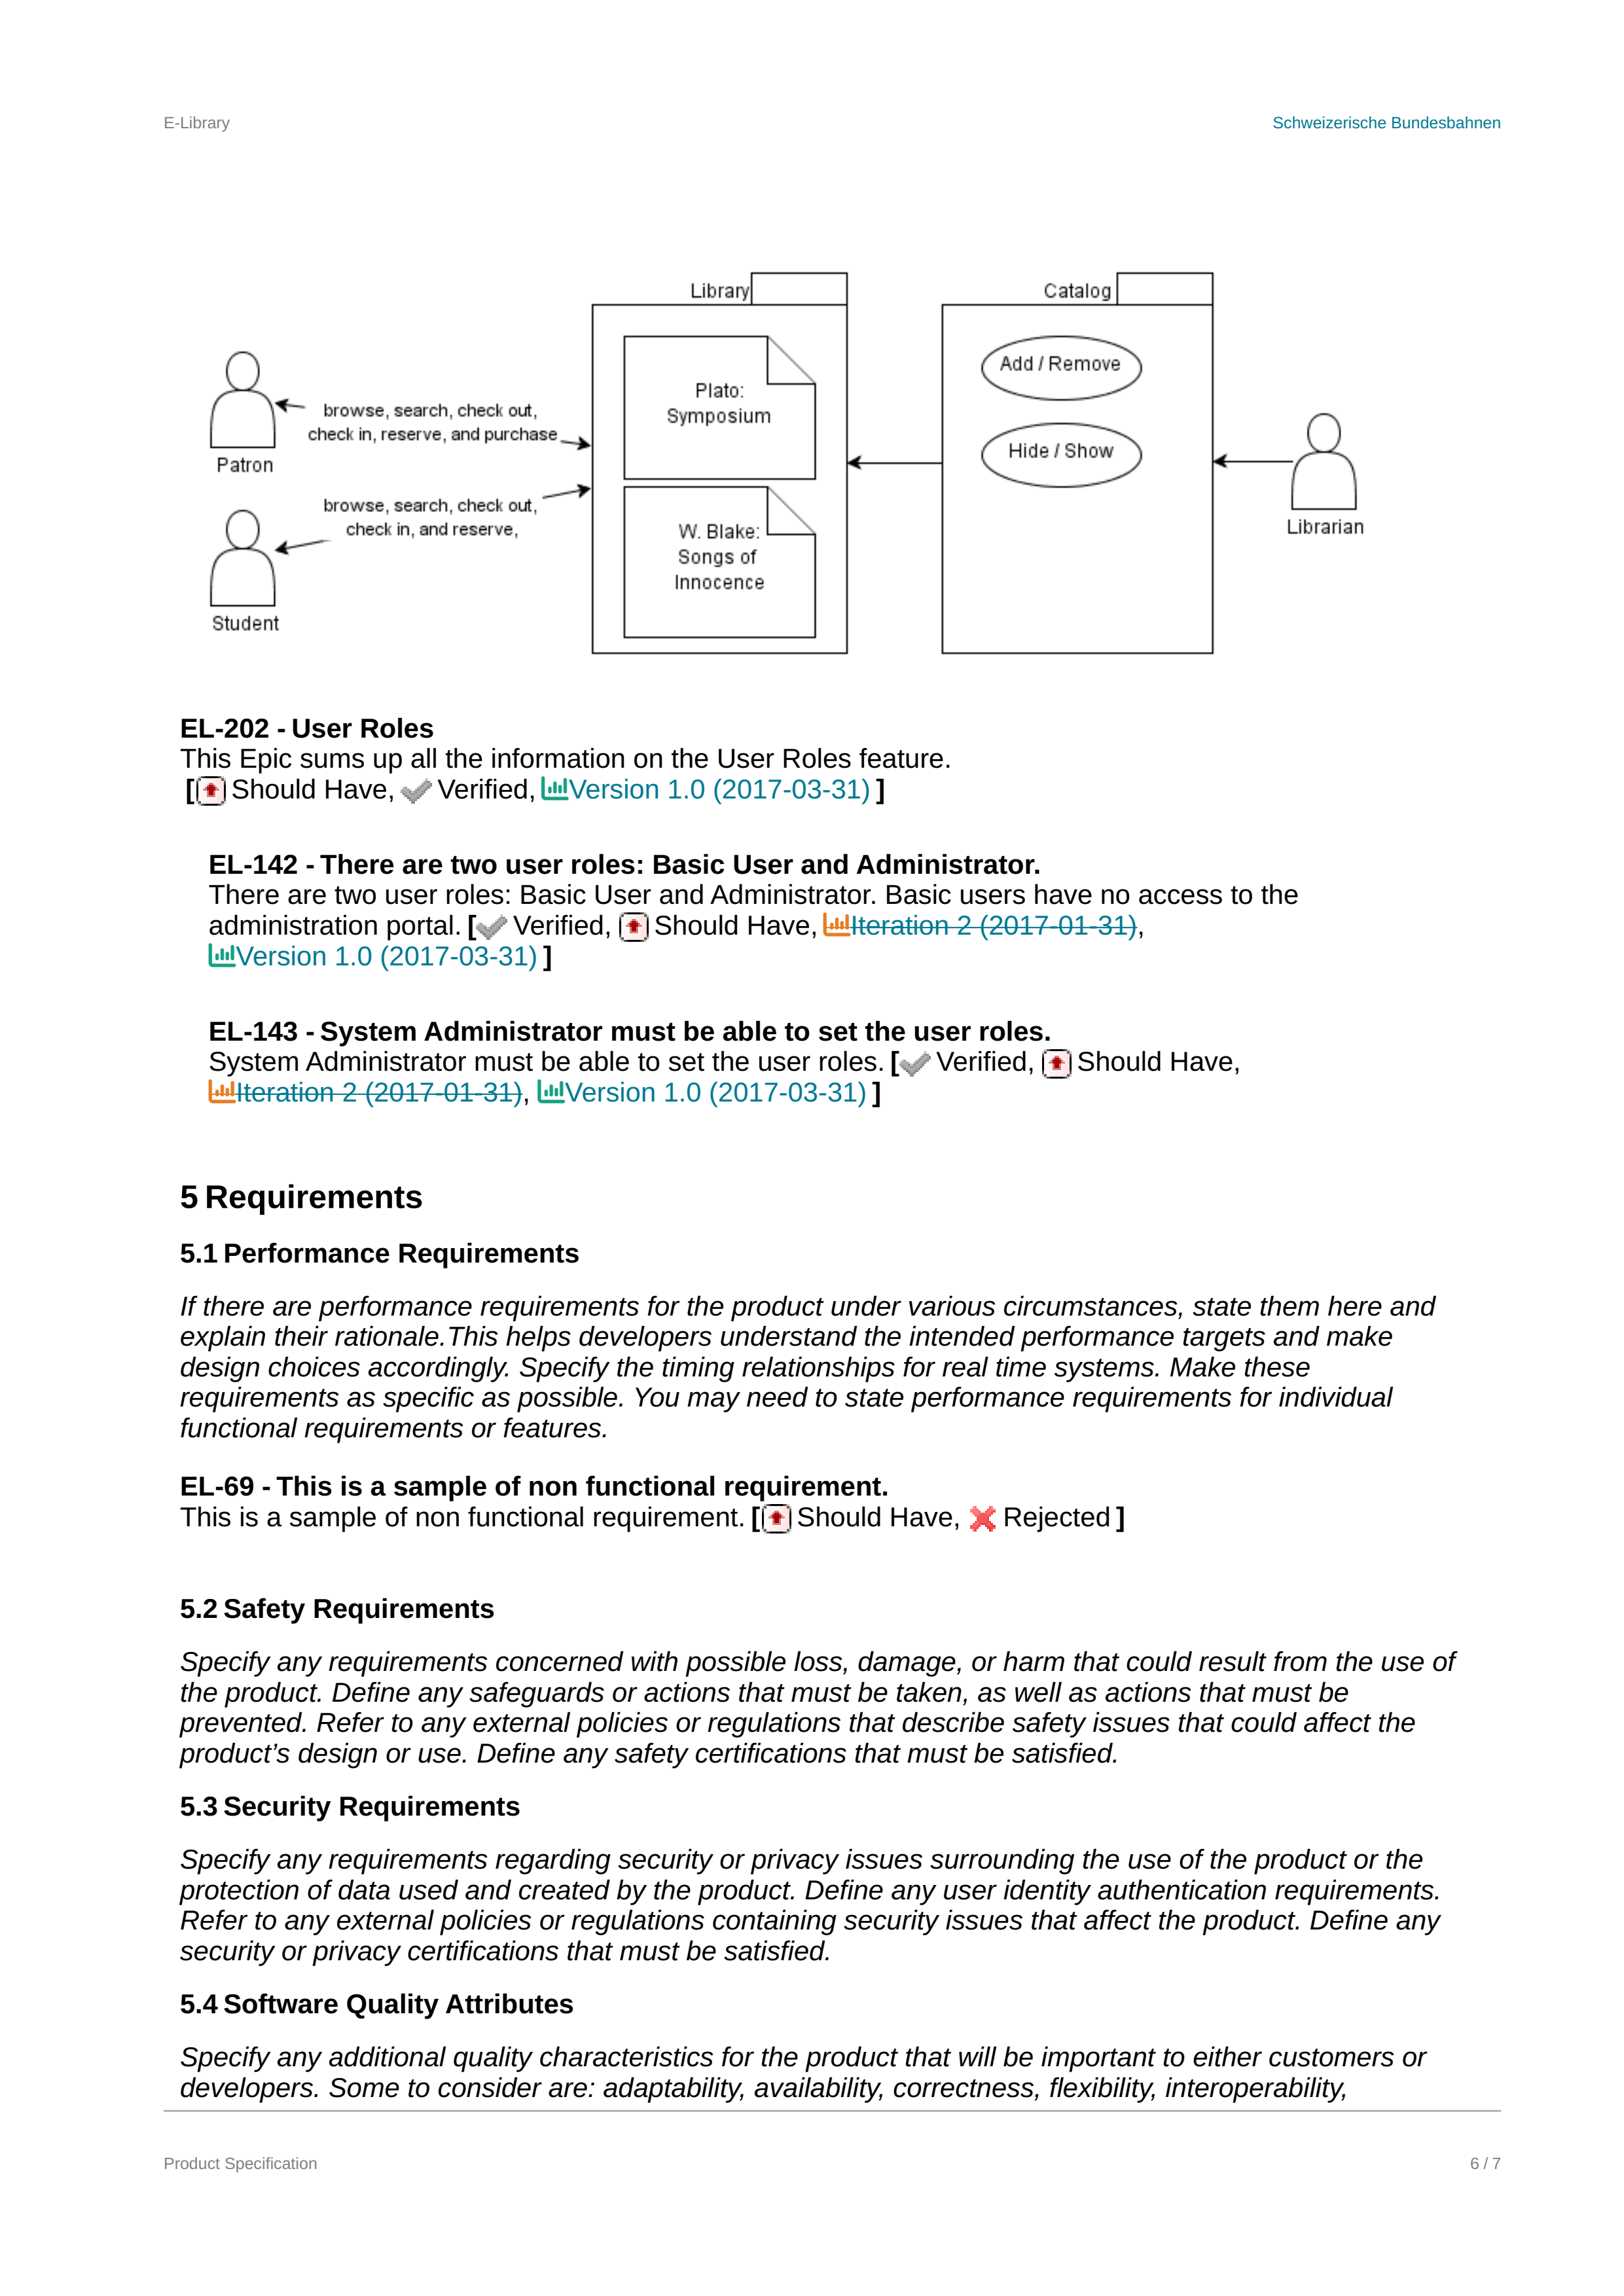 E-Library
Schweizerische Bundesbahnen
Library
Catalog
Plato:
Symposium
Add / Remove
browse, search, check out,
check in, reserve, and purchase
Hide / Show
Patron
browse, search, check out,
check in, and reserve,
W. Blake:
Songs of
Innocence
Librarian
Student
EL-202 - User Roles
This Epic sums up all the information on the User Roles feature.
[ Should Have, Verified, Version 1.0 (2017-03-31) ]
EL-142 - There are two user roles: Basic User and Administrator.
There are two user roles: Basic User and Administrator. Basic users have no access to the
administration portal. [ Verified, Should Have, Iteration 2 (2017-01-31),
Version 1.0 (2017-03-31) ]
EL-143 - System Administrator must be able to set the user roles.
System Administrator must be able to set the user roles. [ Verified, Should Have,
Iteration 2 (2017-01-31), Version 1.0 (2017-03-31) ]
5 Requirements
5.1 Performance Requirements
If there are performance requirements for the product under various circumstances, state them here and
explain their rationale.This helps developers understand the intended performance targets and make
design choices accordingly. Specify the timing relationships for real time systems. Make these
requirements as specific as possible. You may need to state performance requirements for individual
functional requirements or features.
EL-69 - This is a sample of non functional requirement.
This is a sample of non functional requirement. [ Should Have, Rejected ]
5.2 Safety Requirements
Specify any requirements concerned with possible loss, damage, or harm that could result from the use of
the product. Define any safeguards or actions that must be taken, as well as actions that must be
prevented. Refer to any external policies or regulations that describe safety issues that could affect the
product’s design or use. Define any safety certifications that must be satisfied.
5.3 Security Requirements
Specify any requirements regarding security or privacy issues surrounding the use of the product or the
protection of data used and created by the product. Define any user identity authentication requirements.
Refer to any external policies or regulations containing security issues that affect the product. Define any
security or privacy certifications that must be satisfied.
5.4 Software Quality Attributes
Specify any additional quality characteristics for the product that will be important to either customers or
developers. Some to consider are: adaptability, availability, correctness, flexibility, interoperability,
Product Specification
6 / 7